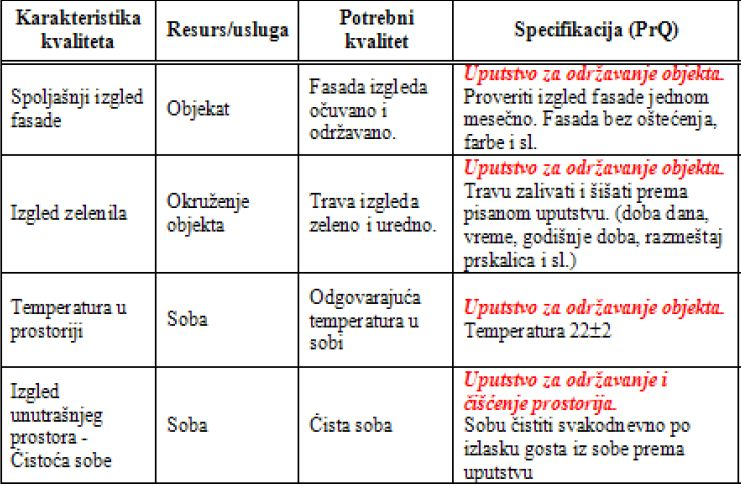 Karakteristika
kvaliteta
Resurs/usluga
Potrebni
kvalitet
Specifikacija (PrQ)
Spoljašnji izgled
fasade
Objekat
Fasada izgleda
očuvano i
održavano.
Uputstvo za održavanje objekta.
Proveriti izgled fasade jednom
mesečno. Fasada bez oštećenja,
farbe i sl.
Izgled zelenila
Okruženje
objekta
Trava izgleda
zeleno i uredno.
Uputstvo za održavanje objekta.
Travu zalivati i šišati prema
pisanom uputstvu. (doba dana,
vreme, godišnje doba, razmeštaj
prskalica i sl.)
Temperatura u
prostoriji
Soba
Odgovarajuća
temperatura u
sobi
Uputstvo za održavanje objekta.
Temperatura 22±2
Izgled
unutrašnjeg
prostora -
Čistoća sobe
Soba
Čista soba
Uputstvo za održavanje i
čišćenje prostorija.
Sobu čistiti svakodnevno po
izlasku gosta iz sobe prema
uputstvu